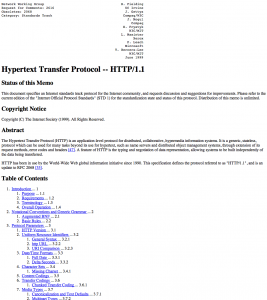 Network Working Group R. Fielding
Request for Comments: 2616 UC Irvine
Obsoletes: 2068 J. Gettys
Category: Standards Track Compaq/W3C
J. Mogul
Compaq
H. Frystyk
W3C/MIT
L. Masinter
Xerox
P. Leach
Microsoft
T. Berners-Lee
W3C/MIT
June 1999
Hypertext Transfer Protocol -- HTTP/1.1
Status of this Memo
This document specifies an Internet standards track protocol for the Internet community, and requests discussion and suggestions for improvements. Please refer to the
current edition of the "Internet Official Protocol Standards" (STD 1) for the standardization state and status of this protocol. Distribution of this memo is unlimited.
Copyright Notice
Copyright (C) The Internet Society (1999). All Rights Reserved.
Abstract
The Hypertext Transfer Protocol (HTTP) is an application-level protocol for distributed, collaborative, hypermedia information systems. It is a generic, stateless,
protocol which can be used for many tasks beyond its use for hypertext, such as name servers and distributed object management systems, through extension of its
request methods, error codes and headers [47]. A feature of HTTP is the typing and negotiation of data representation, allowing systems to be built independently of
the data being transferred.
HTTP has been in use by the World-Wide Web global information initiative since 1990. This specification defines the protocol referred to as "HTTP/1.1", and is an
update to RFC 2068 [33].
Table of Contents
1. Introduction ... 1
1. Purpose ... 1.1
2. Requirements ... 1.2
3. Terminology ... 1.3
4. Overall Operation ... 1.4
2. Notational Conventions and Generic Grammar ... 2
1. Augmented BNF ... 2.1
2. Basic Rules ... 2.2
3. Protocol Parameters ... 3
1. HTTP Version ... 3.1
2. Uniform Resource Identifiers ... 3.2
1. General Syntax ... 3.2.1
2. http URL ... 3.2.2
3. URI Comparison ... 3.2.3
3. Date/Time Formats ... 3.3
1. Full Date ... 3.3.1
2. Delta Seconds ... 3.3.2
4. Character Sets ... 3.4
1. Missing Charset ... 3.4.1
5. Content Codings ... 3.5
6. Transfer Codings ... 3.6
1. Chunked Transfer Coding ... 3.6.1
7. Media Types ... 3.7
1. Canonicalization and Text Defaults ... 3.7.1
2. Multipart Types ... 3.7.2